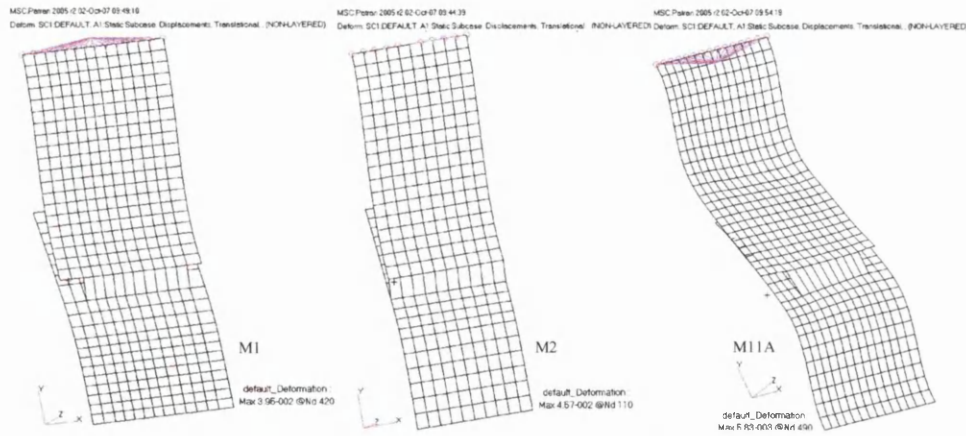 MSC.Patran 2005 r2 02-Oct-07 09:49:18
Deform: SC1:DEFAULT, A1:Static Subcase, Displacements, Translational, , (NON-LAYERED)
M1
Y
Z
X
default_Deformation :
Max 3.95-002 @Nd 420
MSC.Patran 2005 r2 02-Oct-07 09:44:39
Deform: SC1:DEFAULT, A1:Static Subcase, Displacements, Translational, , (NON-LAYERED)
M2
Y
Z
X
default_Deformation :
Max 4.57-002 @Nd 110
MSC.Patran 2005 r2 02-Oct-07 09:54:18
Deform: SC1:DEFAULT, A1:Static Subcase, Displacements, Translational, , (NON-LAYERED)
M11A
Y
Z
X
default_Deformation :
Max 5.83-003 @Nd 490